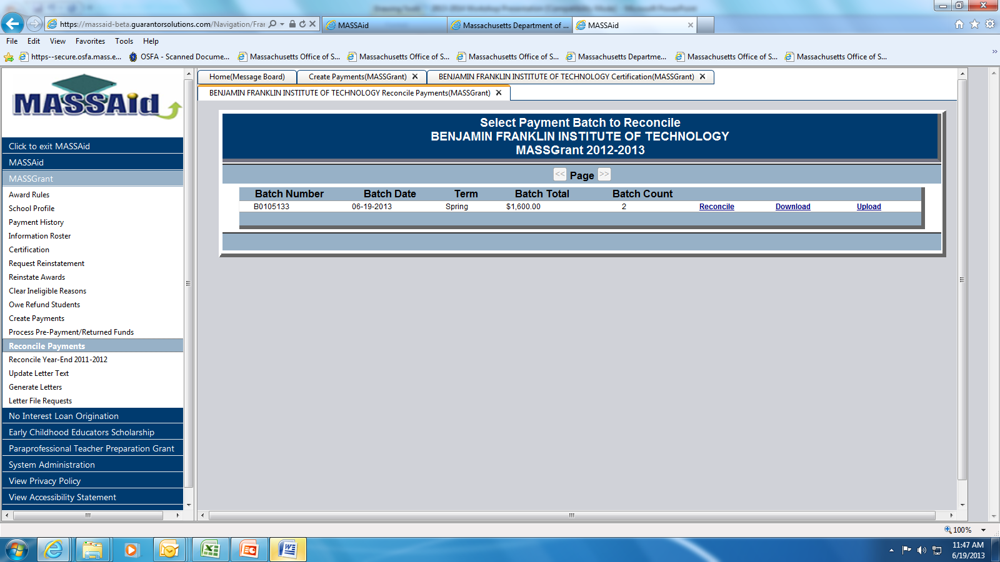 https://massaid-beta.guarantorsolutions.com/Navigation/Frar
MASSAid
Massachusetts Department of ...
MASSAid
File Edit View Favorites Tools Help
https--secure.osfa.mass.e...
OSFA - Scanned Docume...
Massachusetts Office of S...
Massachusetts Office of S...
Massachusetts Office of S...
Massachusetts Departme...
Massachusetts Office of S...
Massachusetts Office of S...
MASSAid
Click to exit MASSAid
MASSAid
MASSGrant
Award Rules
School Profile
Payment History
Information Roster
Certification
Request Reinstatement
Reinstate Awards
Clear Ineligible Reasons
Owe Refund Students
Create Payments
Process Pre-Payment/Returned Funds
Reconcile Payments
Reconcile Year-End 2011-2012
Update Letter Text
Generate Letters
Letter File Requests
No Interest Loan Origination
Early Childhood Educators Scholarship
Paraprofessional Teacher Preparation Grant
System Administration
View Privacy Policy
View Accessibility Statement
Home(Message Board)
Create Payments(MASSGrant)
BENJAMIN FRANKLIN INSTITUTE OF TECHNOLOGY Certification(MASSGrant)
BENJAMIN FRANKLIN INSTITUTE OF TECHNOLOGY Reconcile Payments(MASSGrant)
Select Payment Batch to Reconcile
BENJAMIN FRANKLIN INSTITUTE OF TECHNOLOGY
MASSGrant 2012-2013
<< Page >>
Batch Number Batch Date Term Batch Total Batch Count
B0105133 06-19-2013 Spring $1,600.00 2 Reconcile Download Upload
100%
11:47 AM
6/19/2013